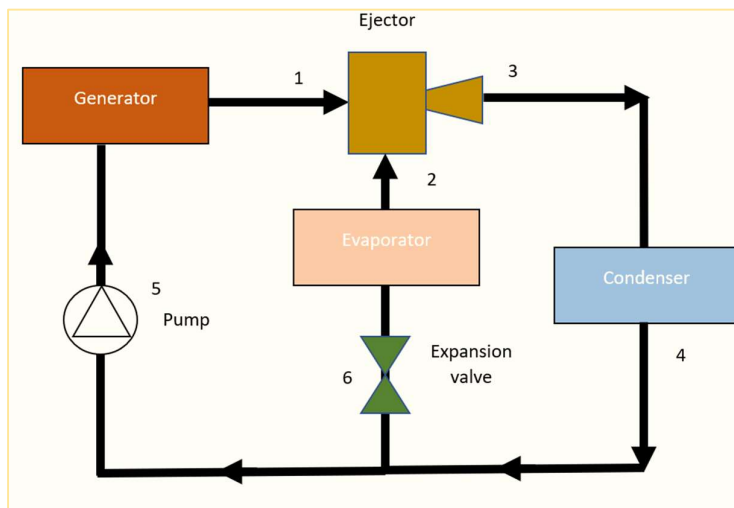 Ejector
Generator
1
3
2
Evaporator
Condenser
5
Pump
6
Expansion
valve
4